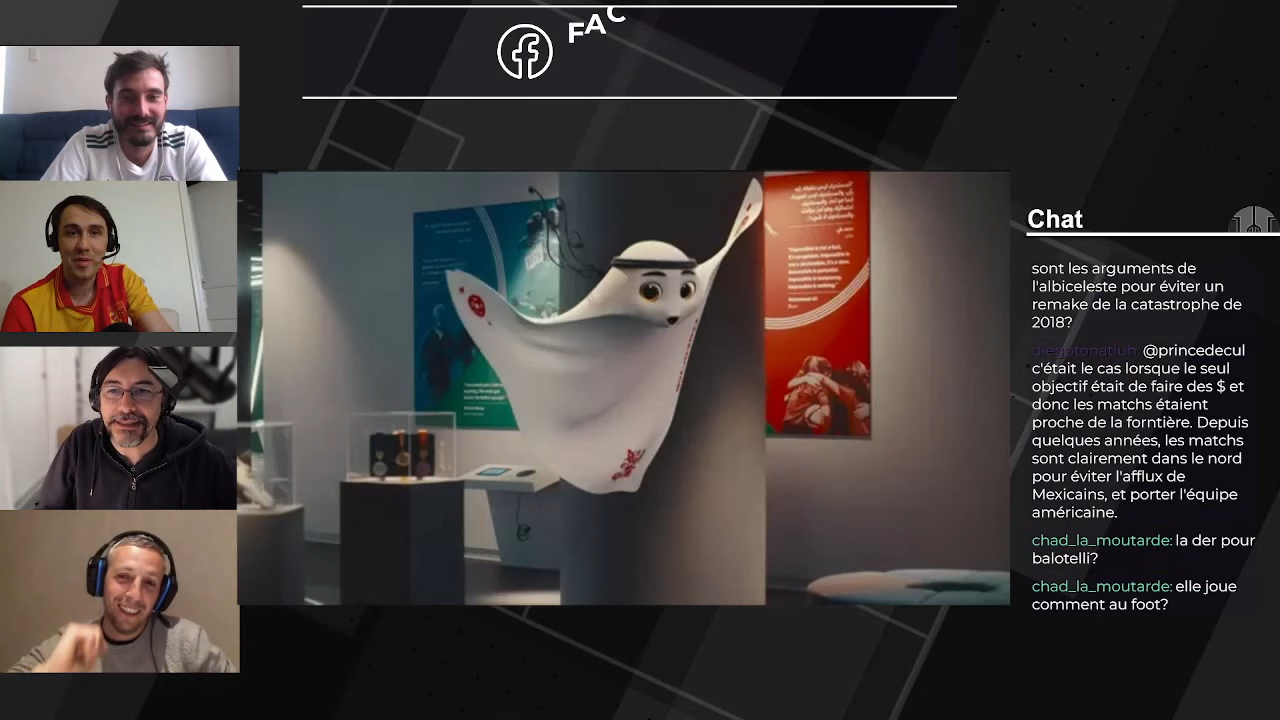 FAC
Chat
sont les arguments de
l'albiceleste pour éviter un
remake de la catastrophe de
2018?
diegotonatiuh: @princedecul
c'était le cas lorsque le seul
objectif était de faire des $ et
donc les matchs étaient
proche de la forntière. Depuis
quelques années, les matchs
sont clairement dans le nord
pour éviter l'afflux de
Mexicains, et porter l'équipe
américaine.
chad_la_moutarde: la der pour
balotelli?
chad_la_moutarde: elle joue
comment au foot?